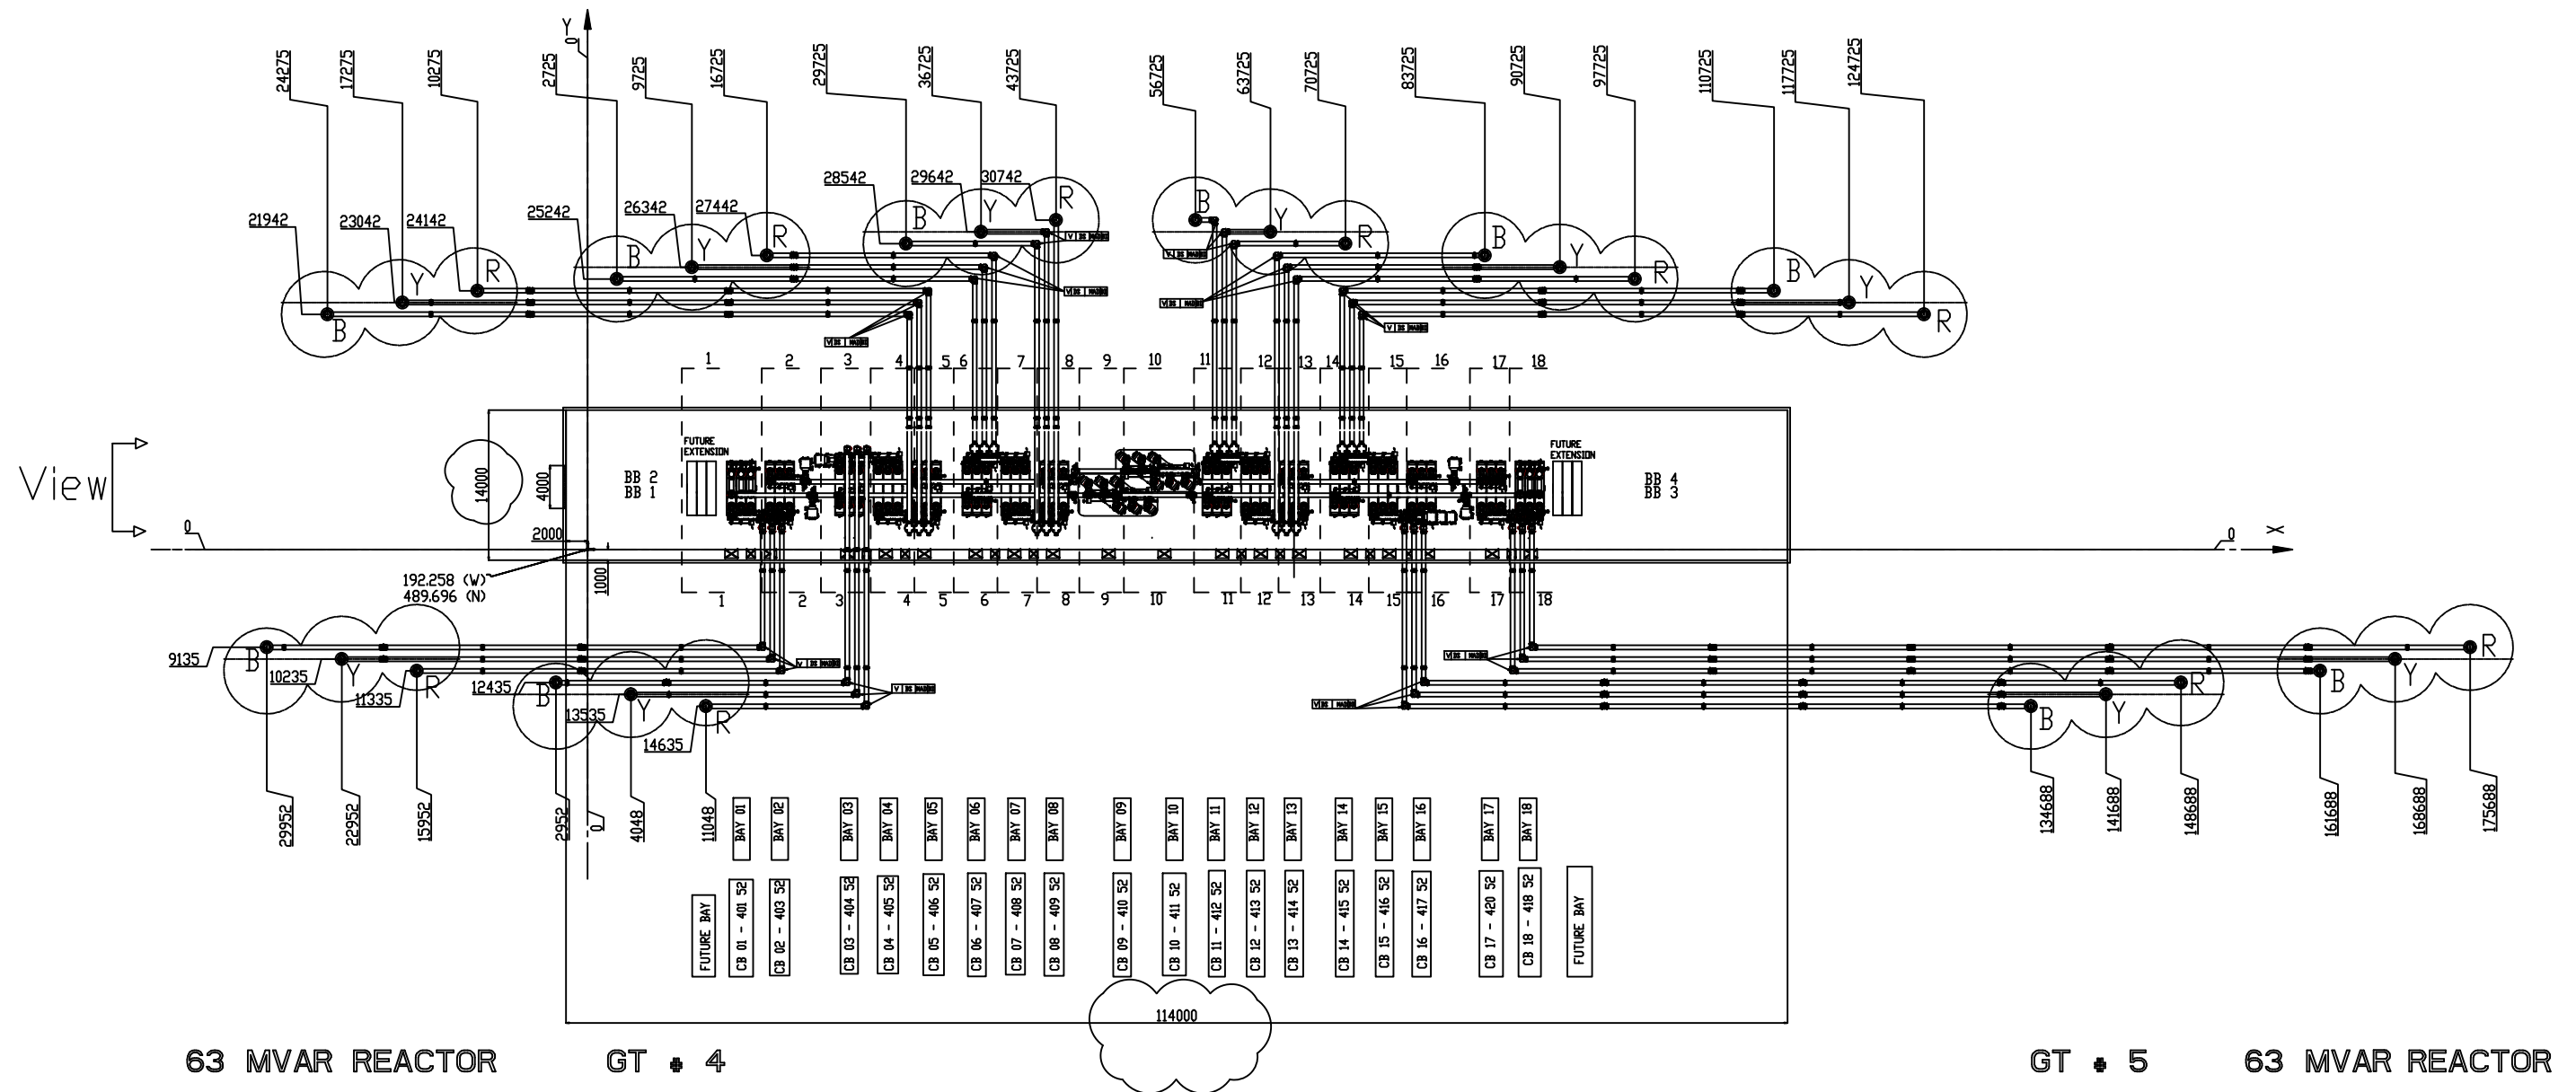 Y
0
24275
17275
10275
2725
9725
16725
29725
36725
43725
56725
63725
70725
83725
90725
97725
110725
117725
124725
21942
23042
24142
25242
26342
27442
28542
29642
30742
B
Y
R
B
Y
R
B
Y
R
B
Y
R
B
Y
R
B
Y
R
1
2
3
4
5
6
7
8
9
10
11
12
13
14
15
16
17
18
View
14000
4000
BB 2
BB 1
FUTURE
EXTENSION
FUTURE
EXTENSION
BB 4
BB 3
0
2000
X
0
192.258 (W)
489.696 (N)
1000
1
2
3
4
5
6
7
8
9
10
11
12
13
14
15
16
17
18
9135
10235
11335
12435
13535
14635
B
Y
R
B
Y
R
B
Y
R
B
Y
R
29952
22952
15952
2952
0
4048
11048
134688
141688
148688
161688
168688
175688
BAY 01
BAY 02
BAY 03
BAY 04
BAY 05
BAY 06
BAY 07
BAY 08
BAY 09
BAY 10
BAY 11
BAY 12
BAY 13
BAY 14
BAY 15
BAY 16
BAY 17
BAY 18
FUTURE BAY
CB 01 - 401 52
CB 02 - 403 52
CB 03 - 404 52
CB 04 - 405 52
CB 05 - 406 52
CB 06 - 407 52
CB 07 - 408 52
CB 08 - 409 52
CB 09 - 410 52
CB 10 - 411 52
CB 11 - 412 52
CB 12 - 413 52
CB 13 - 414 52
CB 14 - 415 52
CB 15 - 416 52
CB 16 - 417 52
CB 17 - 420 52
CB 18 - 418 52
FUTURE BAY
114000
63 MVAR REACTOR
GT # 4
GT # 5
63 MVAR REACTOR